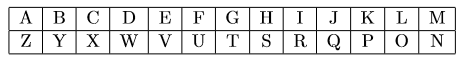 A B C D E F G H I J K L M
Z Y X W V U T S R Q P O N